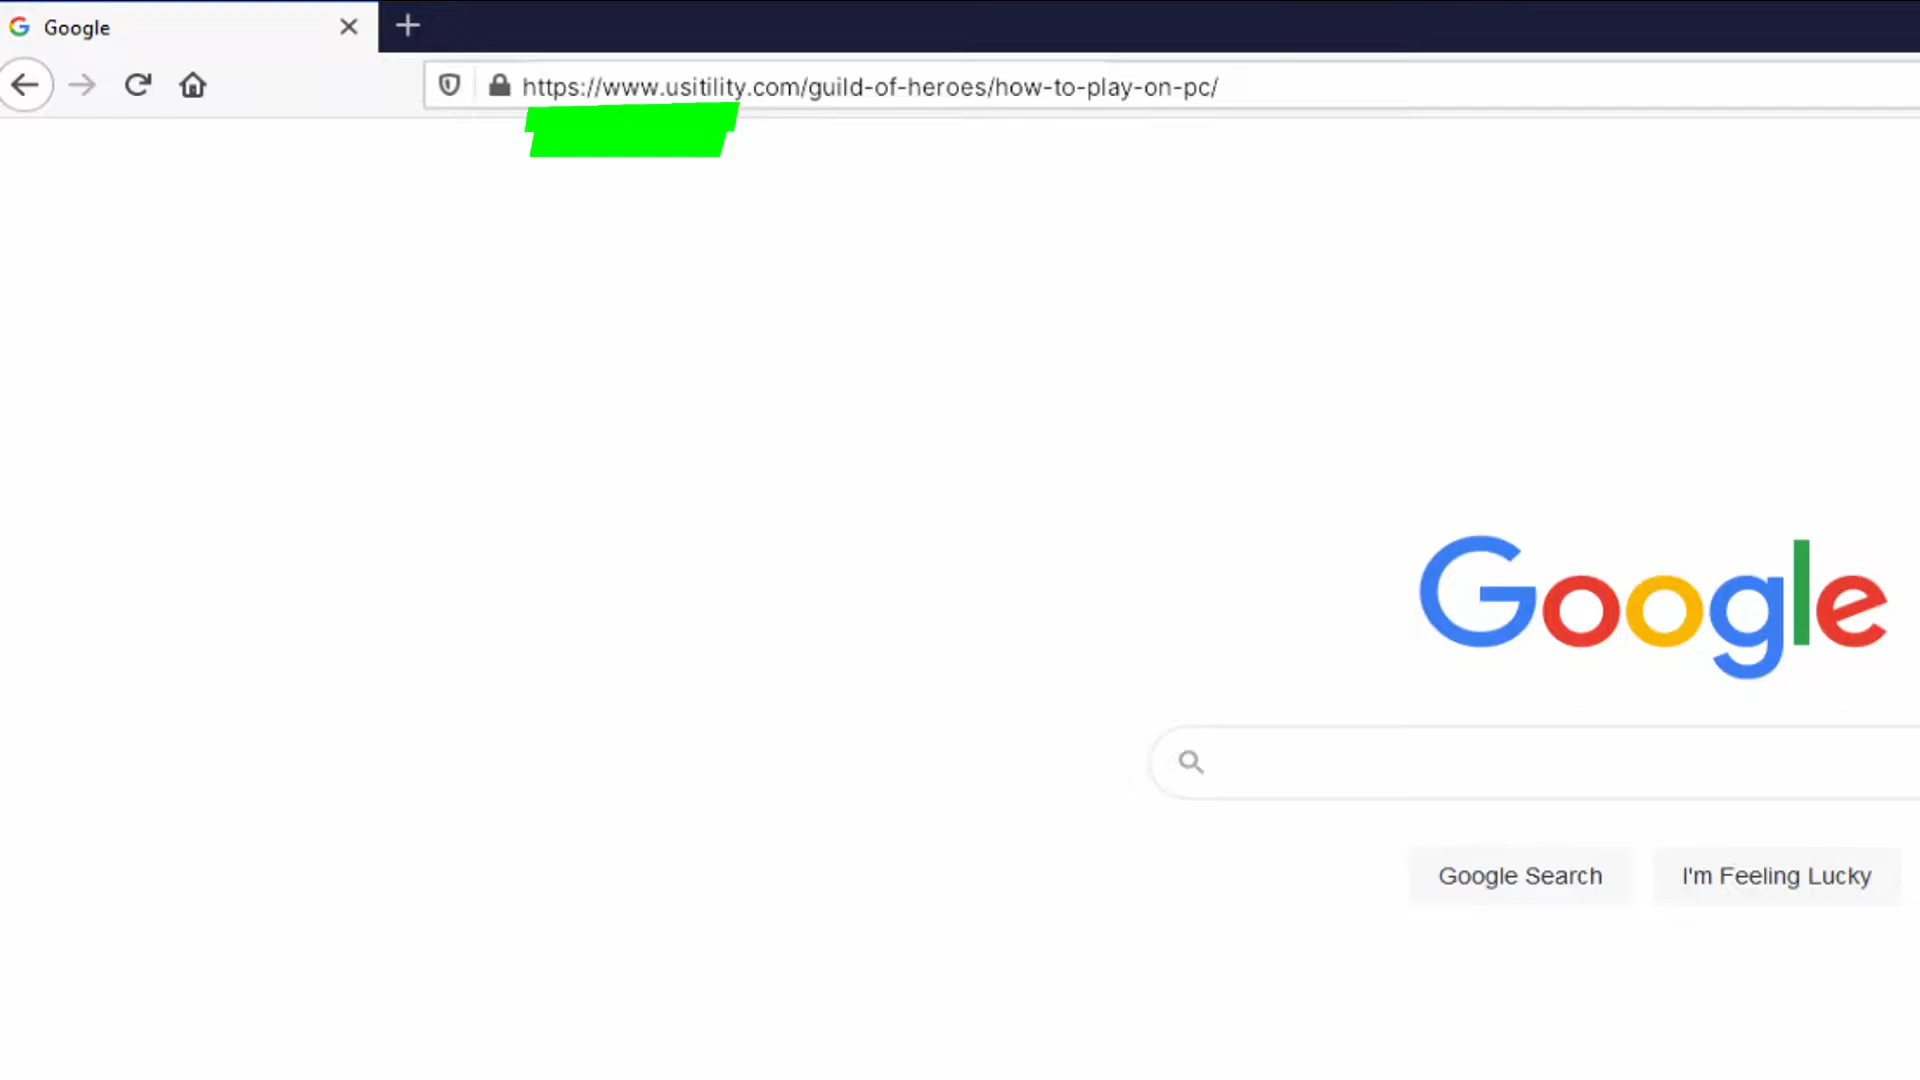 Google
https://www.usitility.com/guild-of-heroes/how-to-play-on-pc/
Google
Google Search
I'm Feeling Lucky